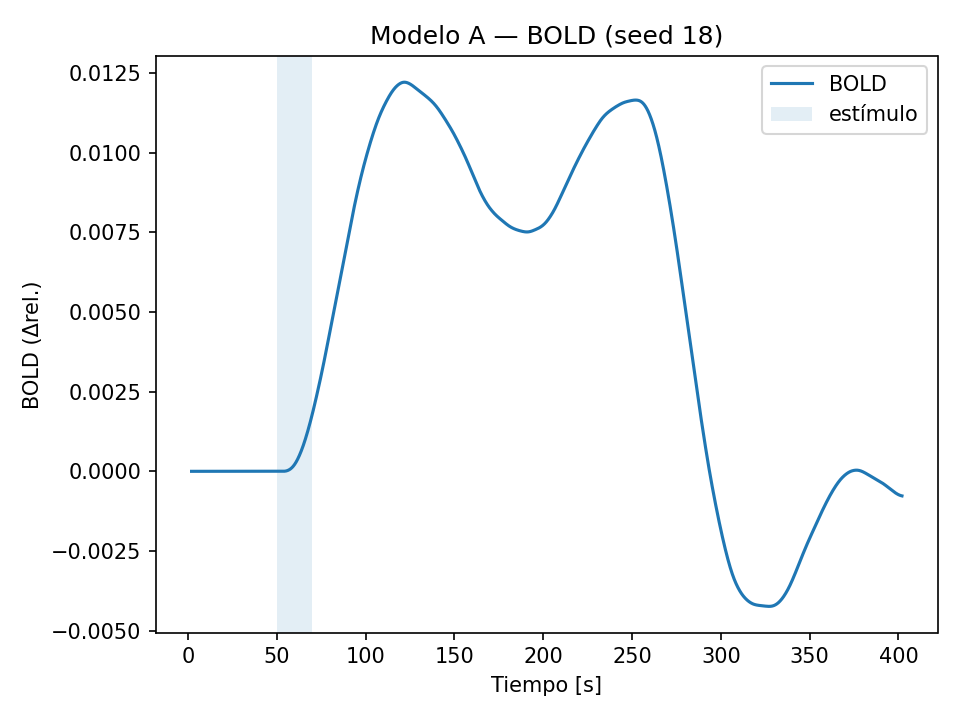 Modelo A — BOLD (seed 18)
BOLD
estímulo
BOLD (Δrel.)
0.0125
0.0100
0.0075
0.0050
0.0025
0.0000
−0.0025
−0.0050
0 50 100 150 200 250 300 350 400
Tiempo [s]